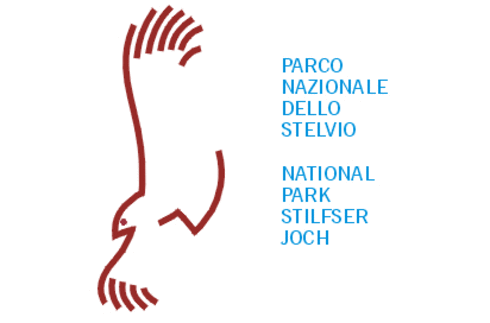 PARCO
NAZIONALE
DELLO
STELVIO
NATIONAL
PARK
STILFSER
JOCH